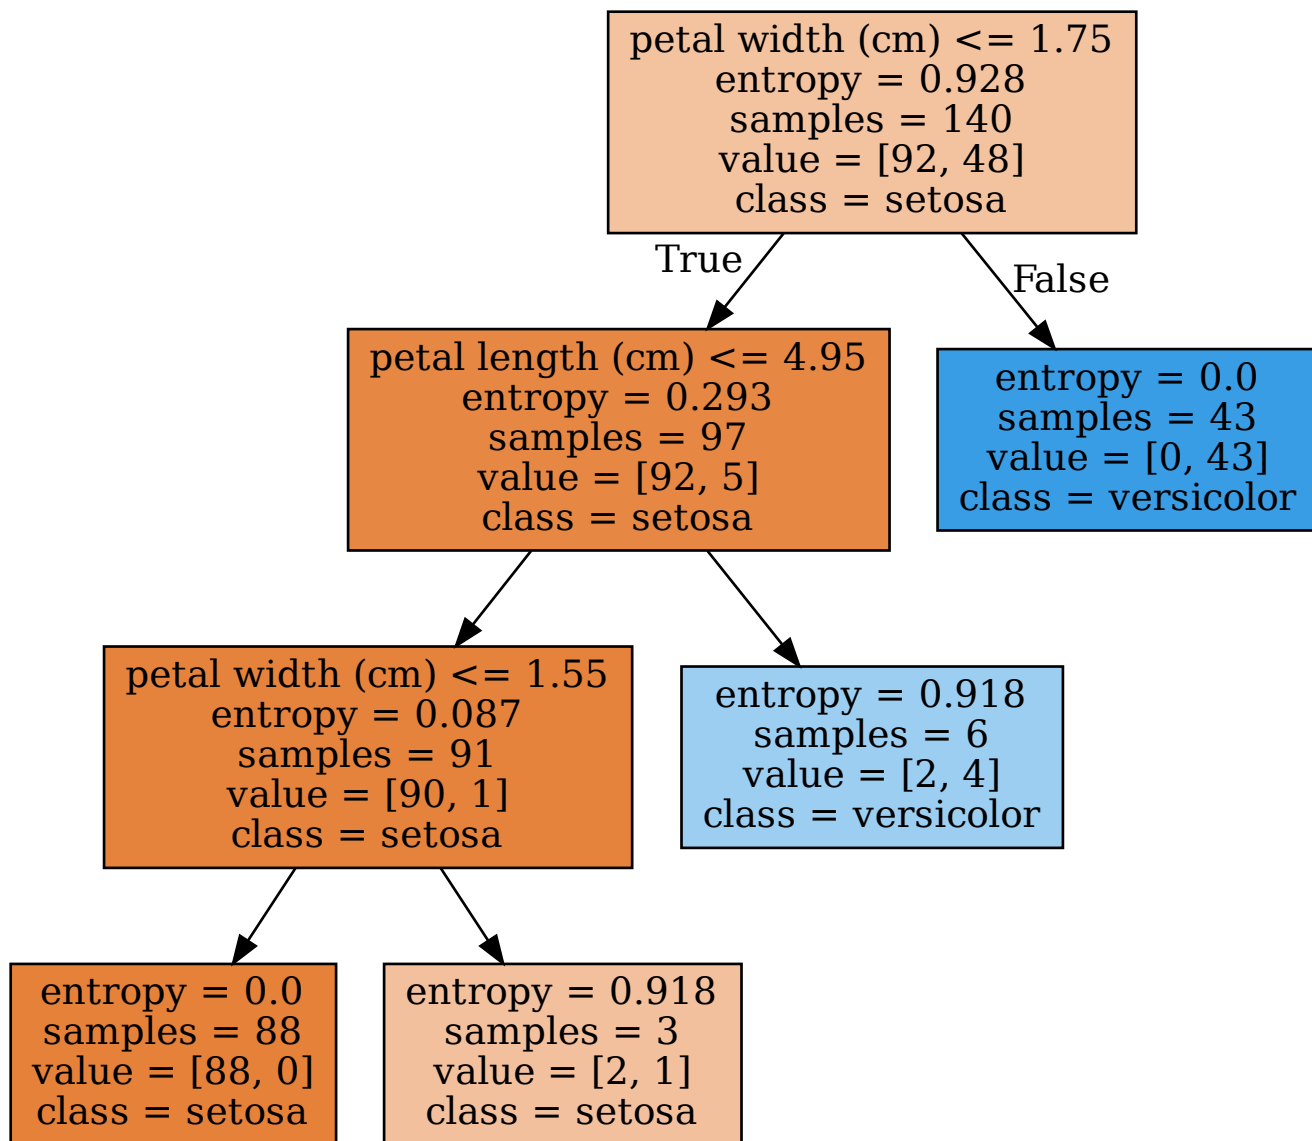 petal width (cm) <= 1.75
entropy = 0.928
samples = 140
value = [92, 48]
class = setosa
True
False
petal length (cm) <= 4.95
entropy = 0.293
samples = 97
value = [92, 5]
class = setosa
entropy = 0.0
samples = 43
value = [0, 43]
class = versicolor
petal width (cm) <= 1.55
entropy = 0.087
samples = 91
value = [90, 1]
class = setosa
entropy = 0.918
samples = 6
value = [2, 4]
class = versicolor
entropy = 0.0
samples = 88
value = [88, 0]
class = setosa
entropy = 0.918
samples = 3
value = [2, 1]
class = setosa